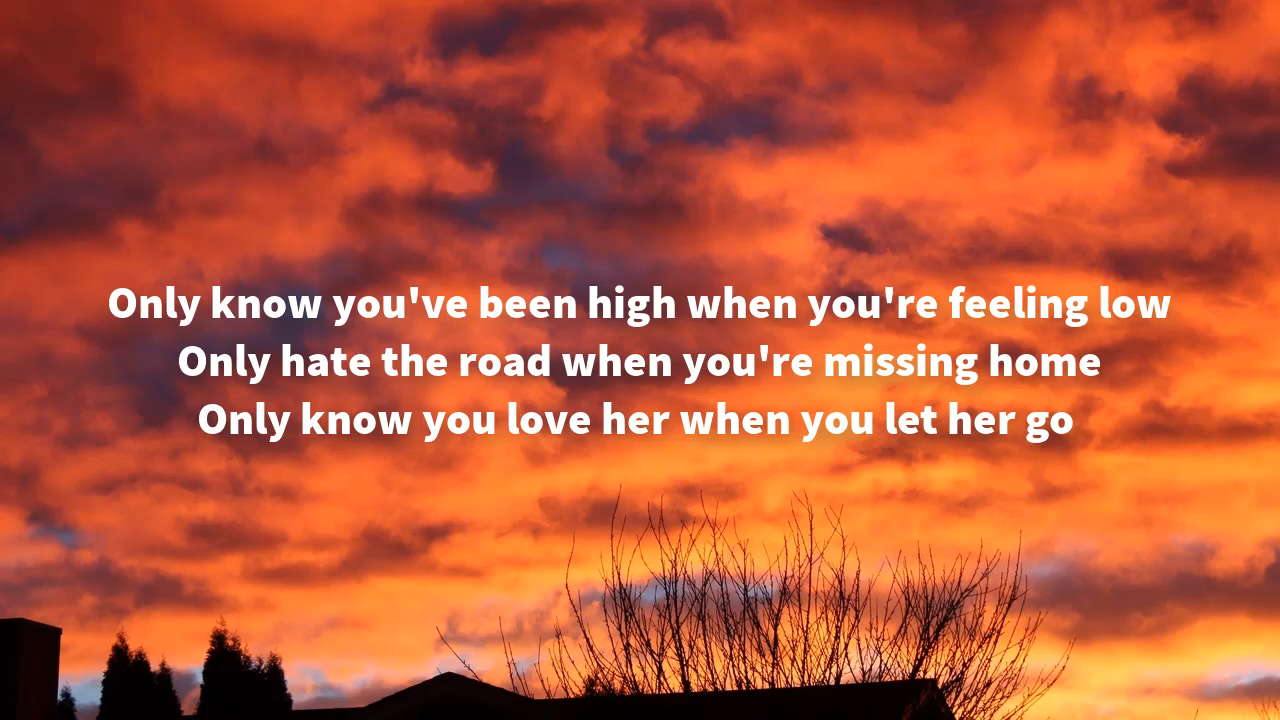 Only know you've been high when you're feeling low
Only hate the road when you're missing home
Only know you love her when you let her go